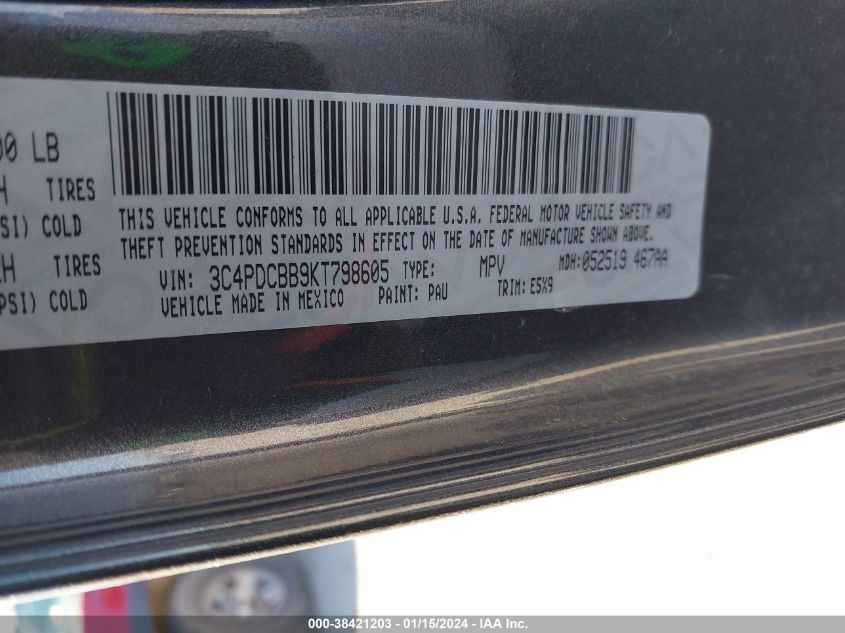 00 LB
H TIRES
SI) COLD
LH TIRES
PSI) COLD
THIS VEHICLE CONFORMS TO ALL APPLICABLE U.S.A. FEDERAL MOTOR VEHICLE SAFETY AND
THEFT PREVENTION STANDARDS IN EFFECT ON THE DATE OF MANUFACTURE SHOWN ABOVE.
VIN: 3C4PDCBB9KT798605 TYPE: MPV MDH: 052519 467AA
VEHICLE MADE IN MEXICO PAINT: PAU TRIM: E5X9
000-38421203 - 01/15/2024 - IAA Inc.